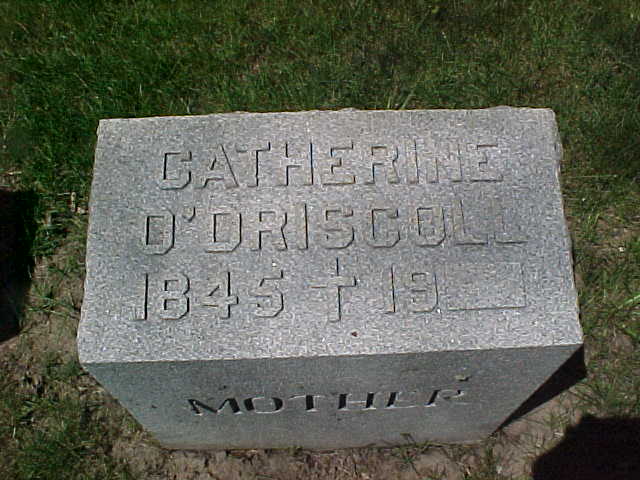 CATHERINE
O'DRISCOLL
1845 ✝ 19
MOTHER